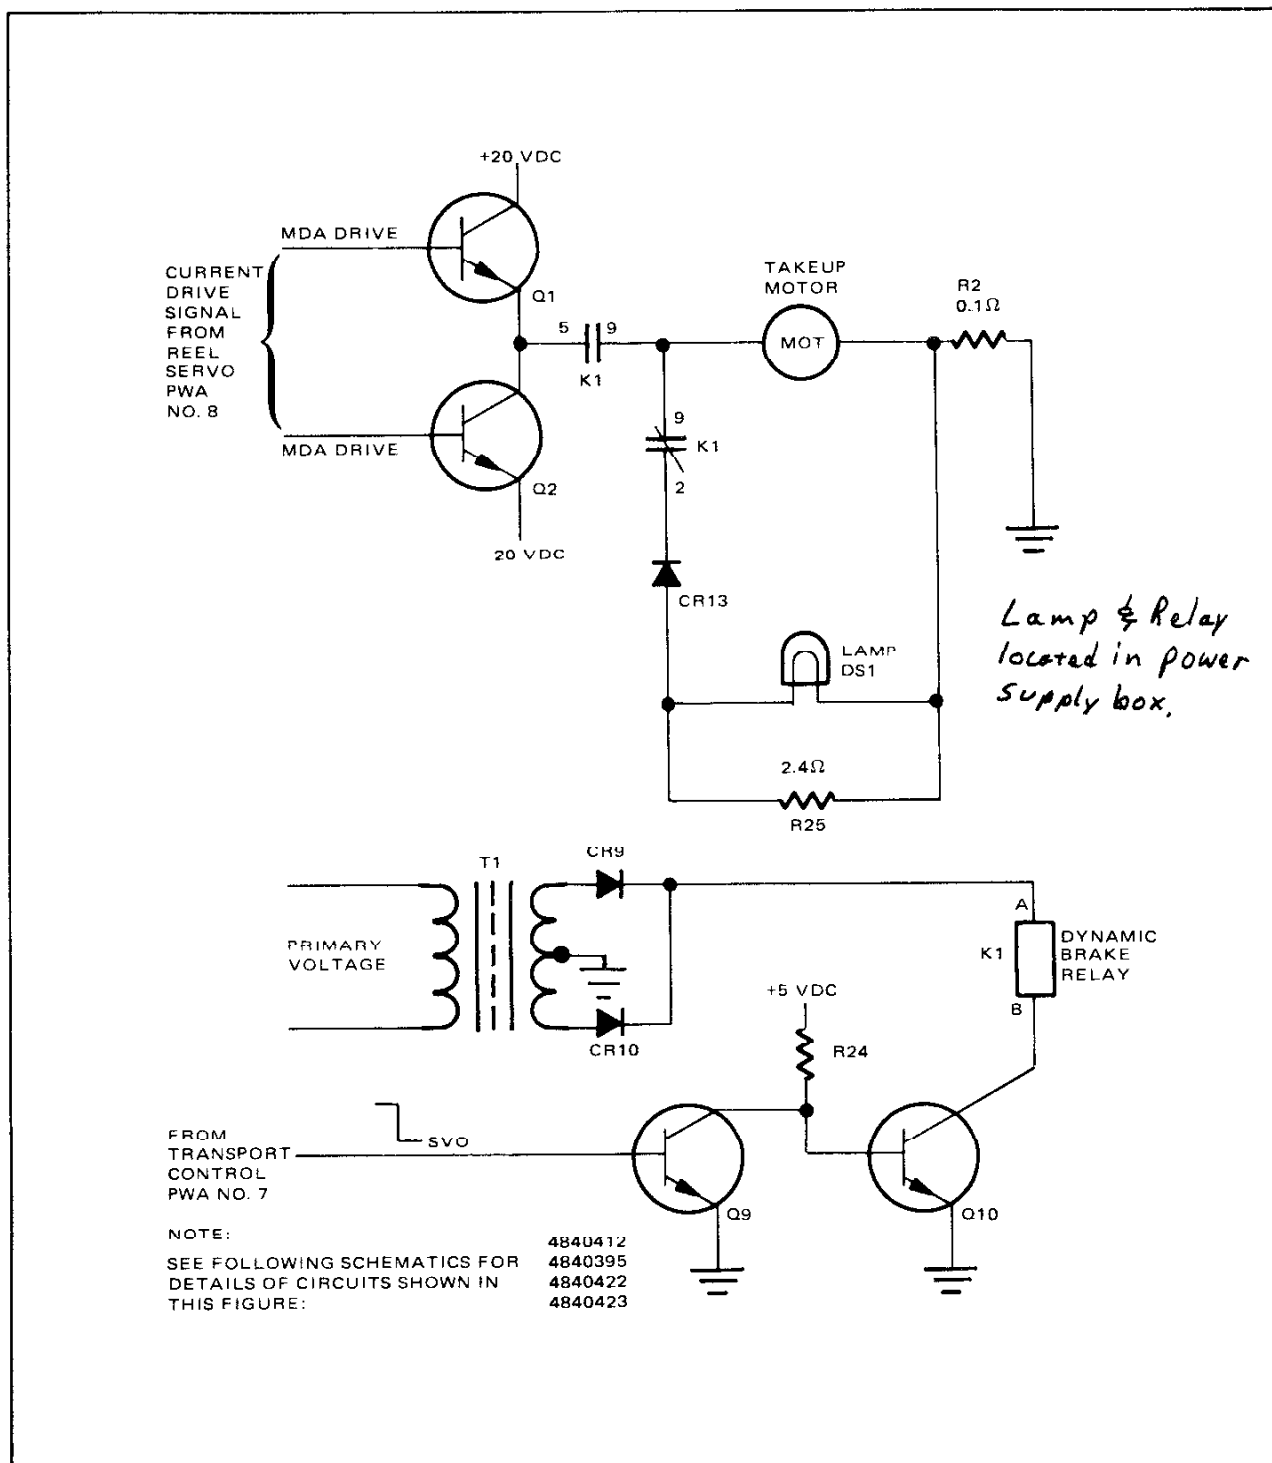 +20 VDC
MDA DRIVE
CURRENT
DRIVE
SIGNAL
FROM
REEL
SERVO
PWA
NO. 8
Q1
5 9
K1
TAKEUP
MOTOR
MOT
R2
0.1Ω
MDA DRIVE
Q2
20 VDC
9
K1
2
CR13
LAMP
DS1
Lamp & Relay
located in power
supply box.
2.4Ω
R25
T1
CR9
PRIMARY
VOLTAGE
CR10
A
K1
DYNAMIC
BRAKE
RELAY
B
+5 VDC
R24
SVO
FROM
TRANSPORT
CONTROL
PWA NO. 7
Q9
Q10
NOTE:
SEE FOLLOWING SCHEMATICS FOR
DETAILS OF CIRCUITS SHOWN IN
THIS FIGURE:
4840412
4840395
4840422
4840423